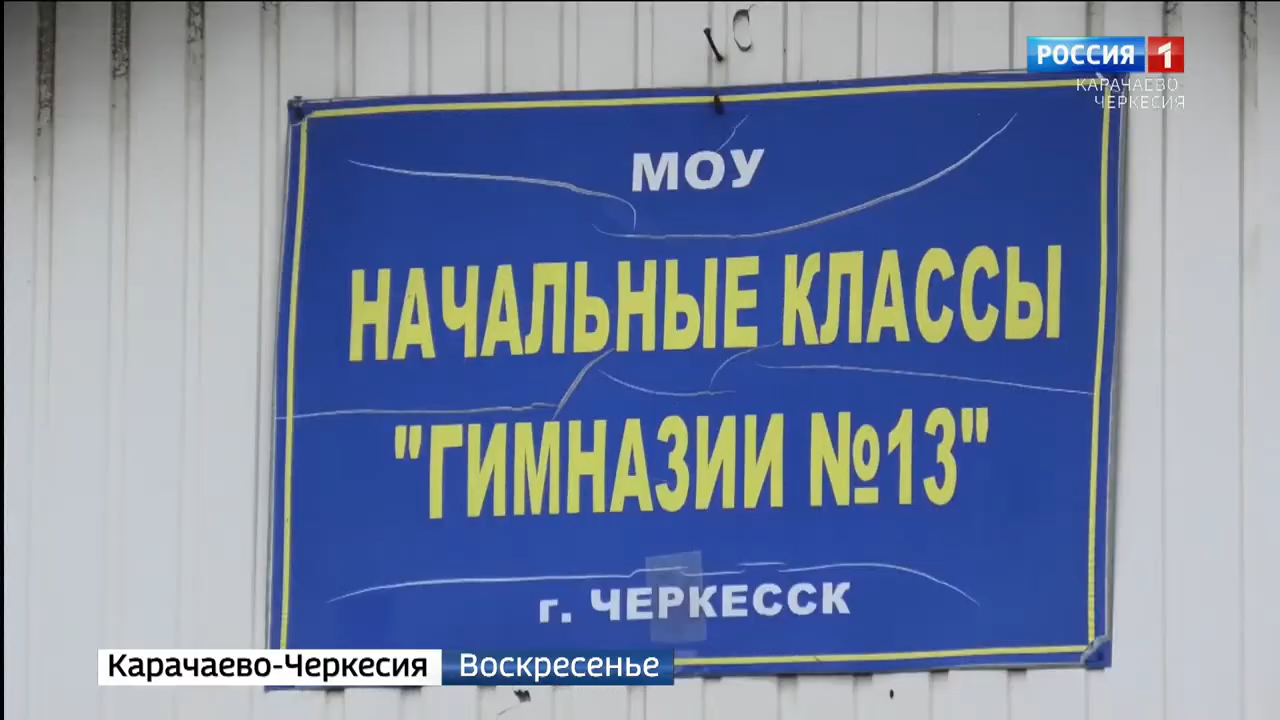 РОССИЯ 1
КАРАЧАЕВО
ЧЕРКЕСИЯ
МОУ
НАЧАЛЬНЫЕ КЛАССЫ
"ГИМНАЗИИ №13"
г. ЧЕРКЕССК
Карачаево-Черкесия Воскресенье